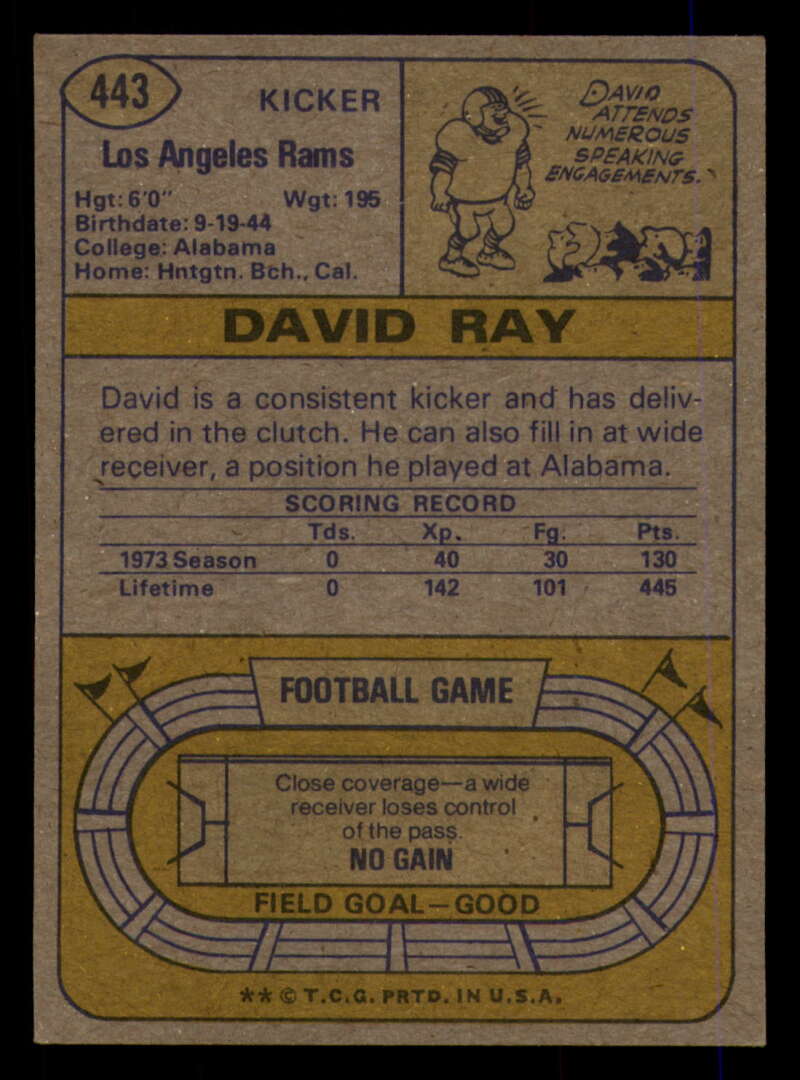 443
KICKER
Los Angeles Rams
Hgt: 6'0" Wgt: 195
Birthdate: 9-19-44
College: Alabama
Home: Hntgtn. Bch., Cal.
DAVID
ATTENDS
NUMEROUS
SPEAKING
ENGAGEMENTS.
DAVID RAY
David is a consistent kicker and has deliv-
ered in the clutch. He can also fill in at wide
receiver, a position he played at Alabama.
SCORING RECORD
Tds. Xp. Fg. Pts.
1973 Season 0 40 30 130
Lifetime 0 142 101 445
FOOTBALL GAME
Close coverage—a wide
receiver loses control
of the pass.
NO GAIN
FIELD GOAL—GOOD
** © T.C.G. PRTD. IN U.S.A.